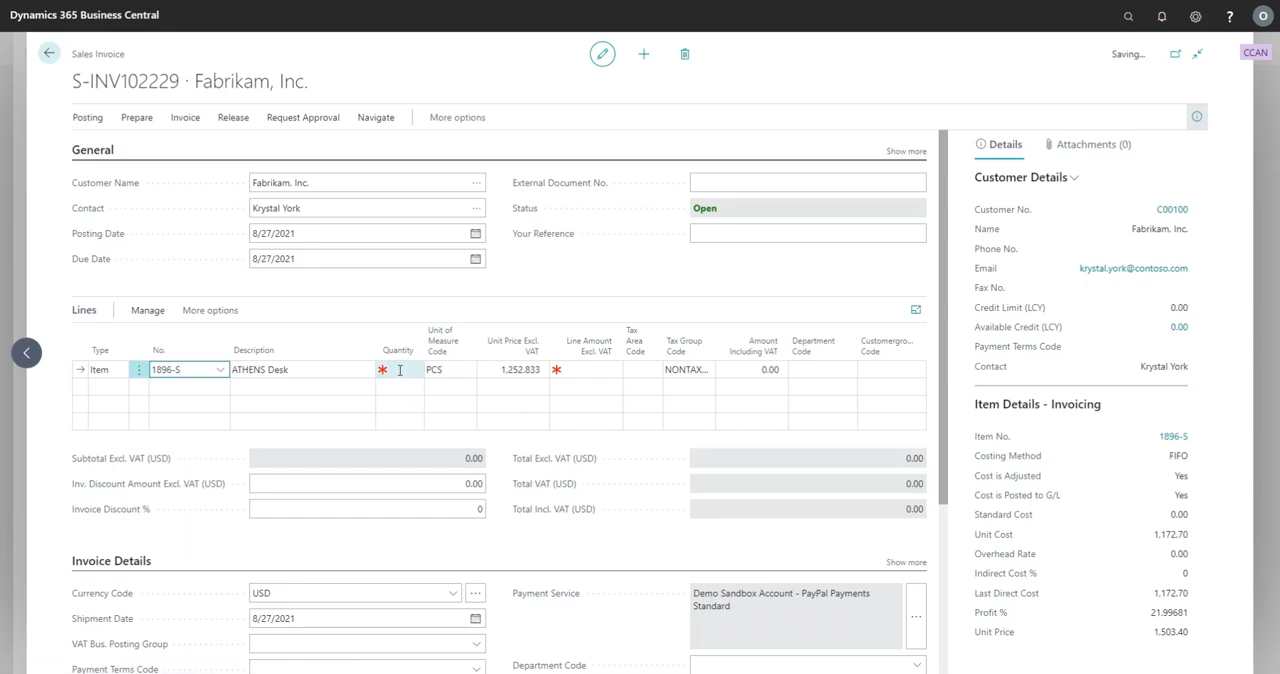 Dynamics 365 Business Central
?
O
Sales Invoice
Saving...
CCAN
S-INV102229 · Fabrikam, Inc.
Posting Prepare Invoice Release Request Approval Navigate More options
General Show more
Customer Name Fabrikam, Inc. ... External Document No.
Contact Krystal York ... Status Open
Posting Date 8/27/2021 Your Reference
Due Date 8/27/2021
Lines Manage More options
Type No. Description Quantity Unit of Measure Code Unit Price Excl. VAT Line Amount Excl. VAT Tax Area Code Tax Group Code Amount Including VAT Department Code Customergro... Code
→ Item 1896-S ATHENS Desk * PCS 1,252.833 * NONTAX... 0.00
Subtotal Excl. VAT (USD) 0.00 Total Excl. VAT (USD) 0.00
Inv. Discount Amount Excl. VAT (USD) 0.00 Total VAT (USD) 0.00
Invoice Discount % 0 Total Incl. VAT (USD) 0.00
Invoice Details Show more
Currency Code USD ... Payment Service Demo Sandbox Account - PayPal Payments
Standard ...
Shipment Date 8/27/2021
VAT Bus. Posting Group
Payment Terms Code Department Code
Details Attachments (0)
Customer Details
Customer No. C00100
Name Fabrikam, Inc.
Phone No.
Email krystal.york@contoso.com
Fax No.
Credit Limit (LCY) 0.00
Available Credit (LCY) 0.00
Payment Terms Code
Contact Krystal York
Item Details - Invoicing
Item No. 1896-S
Costing Method FIFO
Cost is Adjusted Yes
Cost is Posted to G/L Yes
Standard Cost 0.00
Unit Cost 1,172.70
Overhead Rate 0.00
Indirect Cost % 0
Last Direct Cost 1,172.70
Profit % 21.99681
Unit Price 1,503.40